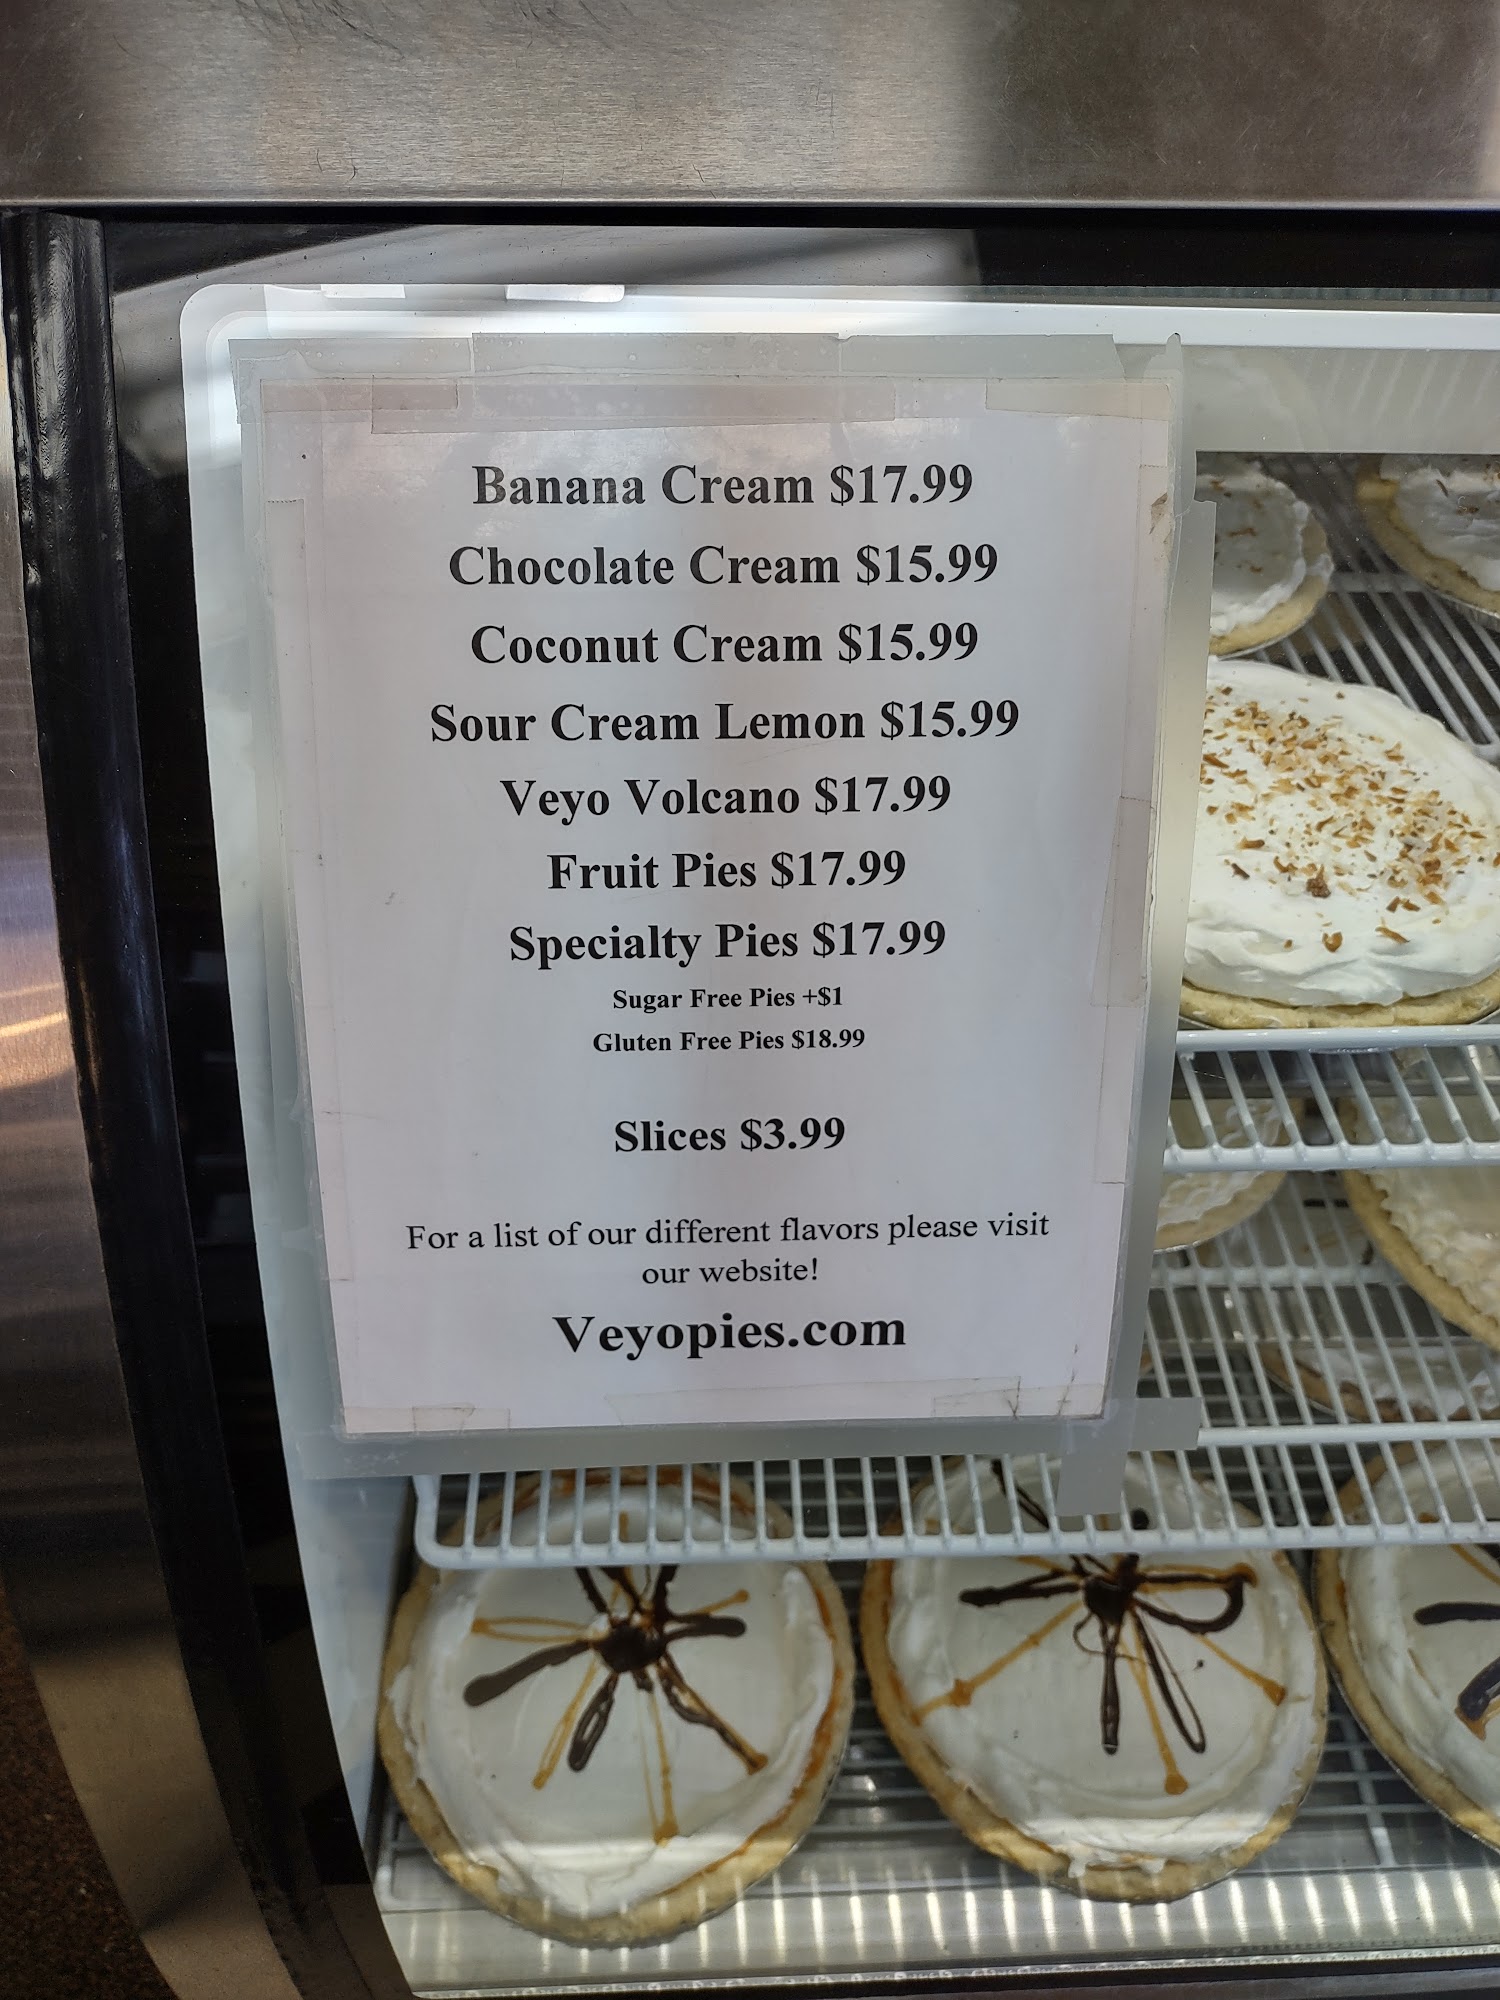 Banana Cream $17.99
Chocolate Cream $15.99
Coconut Cream $15.99
Sour Cream Lemon $15.99
Veyo Volcano $17.99
Fruit Pies $17.99
Specialty Pies $17.99
Sugar Free Pies +$1
Gluten Free Pies $18.99
Slices $3.99
For a list of our different flavors please visit
our website!
Veyopies.com